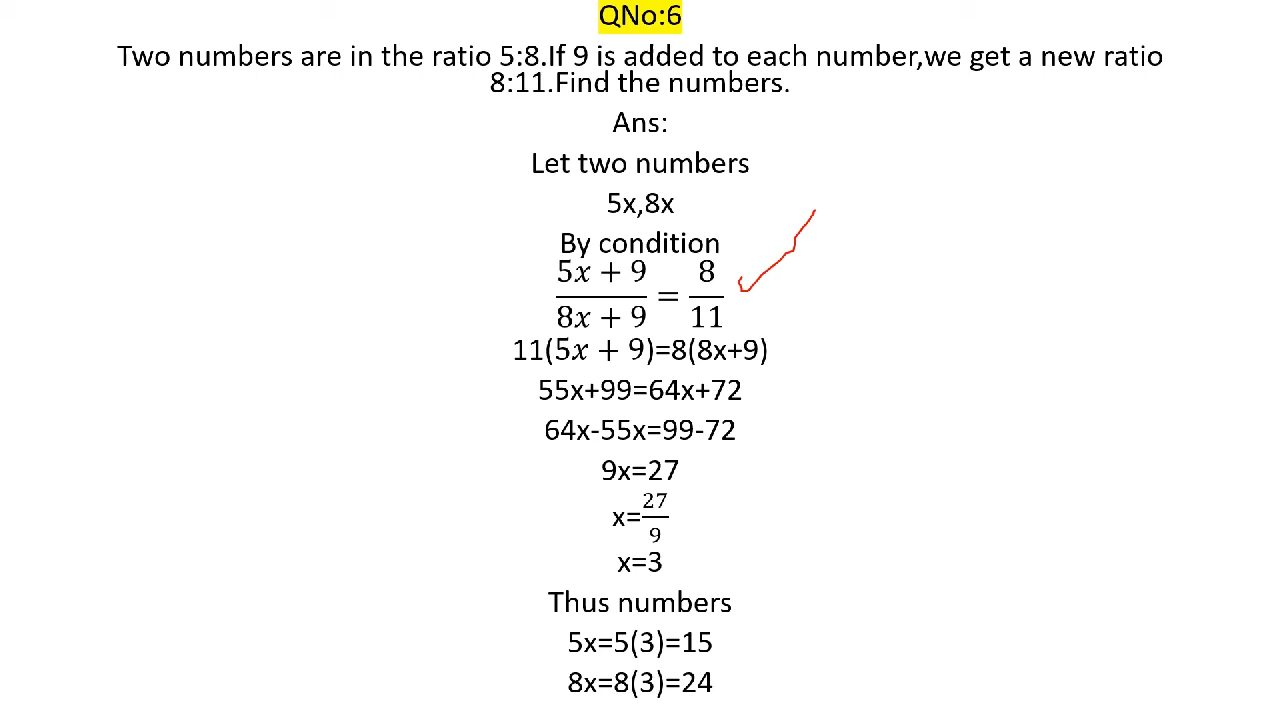 QNo:6
Two numbers are in the ratio 5:8.If 9 is added to each number,we get a new ratio
8:11.Find the numbers.
Ans:
Let two numbers
5x,8x
By condition
5x + 9 / 8x + 9 = 8 / 11
11(5x + 9)=8(8x+9)
55x+99=64x+72
64x-55x=99-72
9x=27
x=27/9
x=3
Thus numbers
5x=5(3)=15
8x=8(3)=24